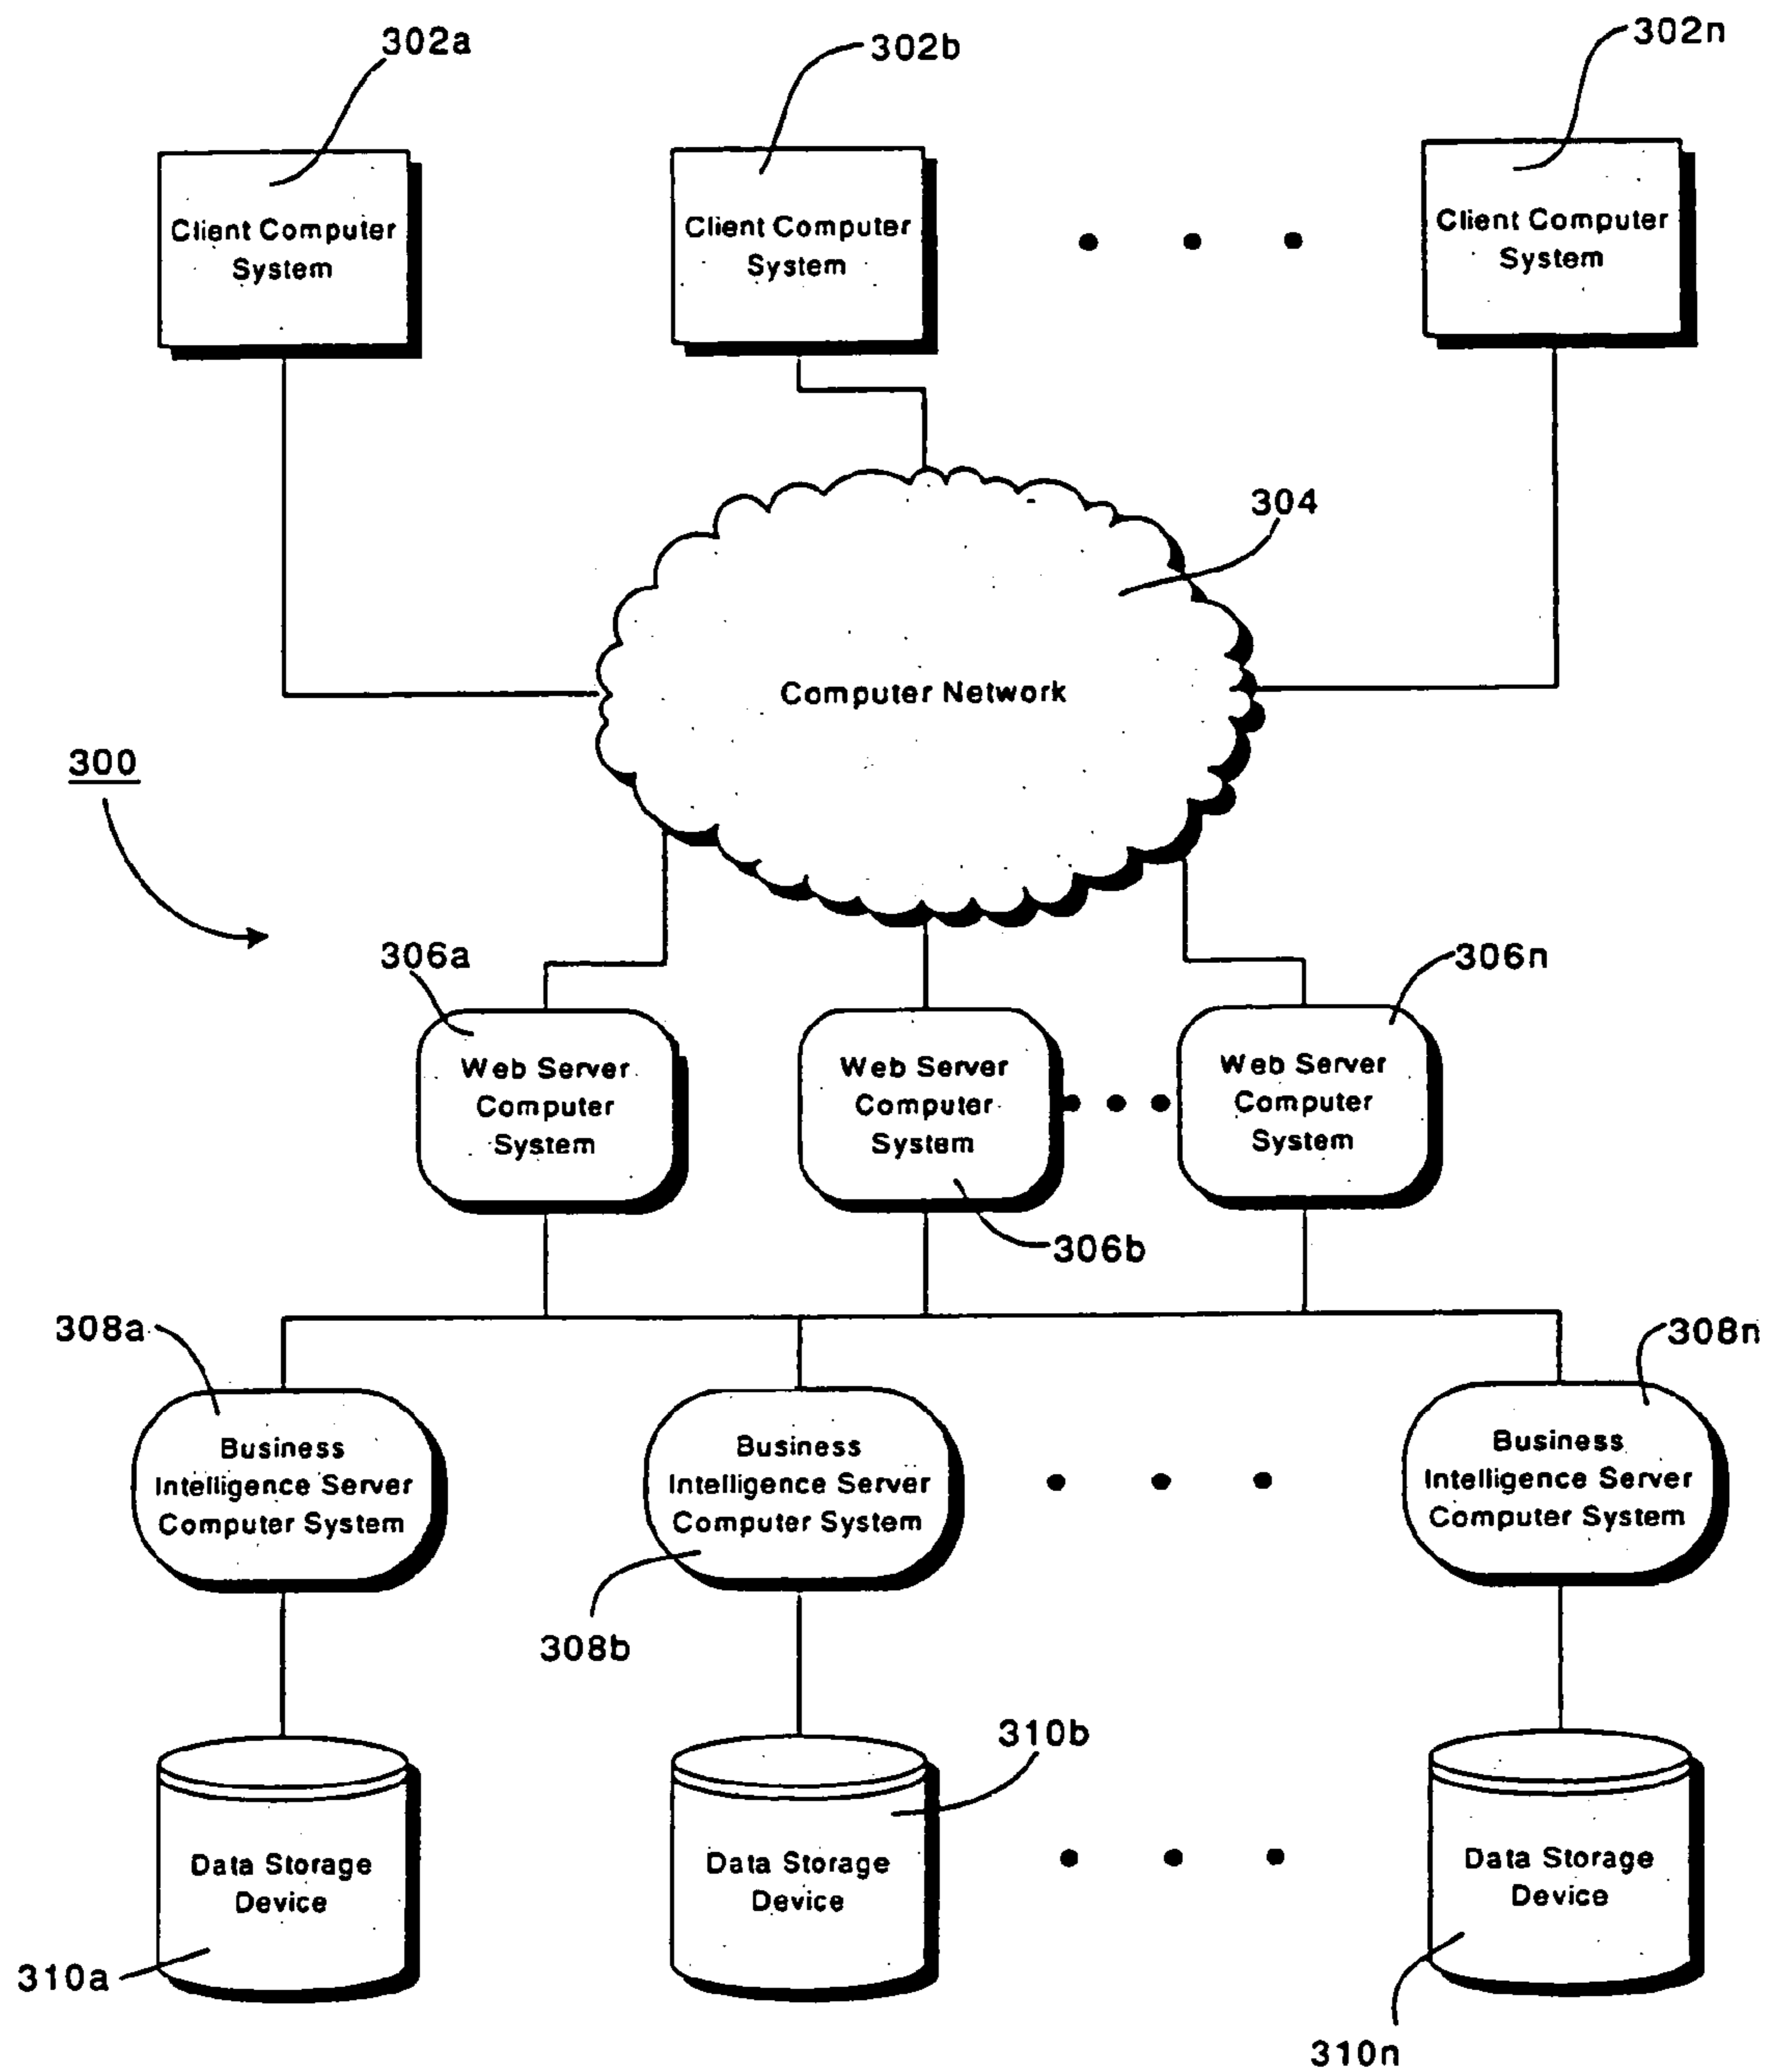 302a
302b
302n
Client Computer
System
Client Computer
System
Client Computer
System
304
Computer Network
300
306a
306n
Web Server
Computer
System
Web Server
Computer
System
Web Server
Computer
System
306b
308a
308n
Business
Intelligence Server
Computer System
Business
Intelligence Server
Computer System
Business
Intelligence Server
Computer System
308b
310b
Data Storage
Device
Data Storage
Device
Data Storage
Device
310a
310n